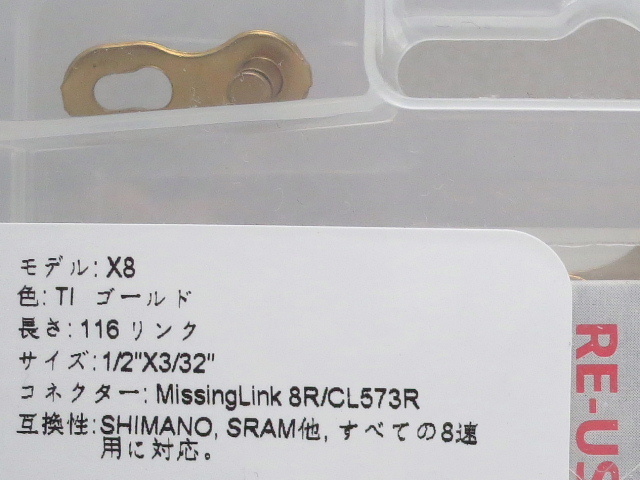 モデル: X8
色: TI ゴールド
長さ: 116 リンク
サイズ: 1/2"X3/32"
コネクター: MissingLink 8R/CL573R
互換性: SHIMANO, SRAM他, すべての8速
用に対応。
RE-US